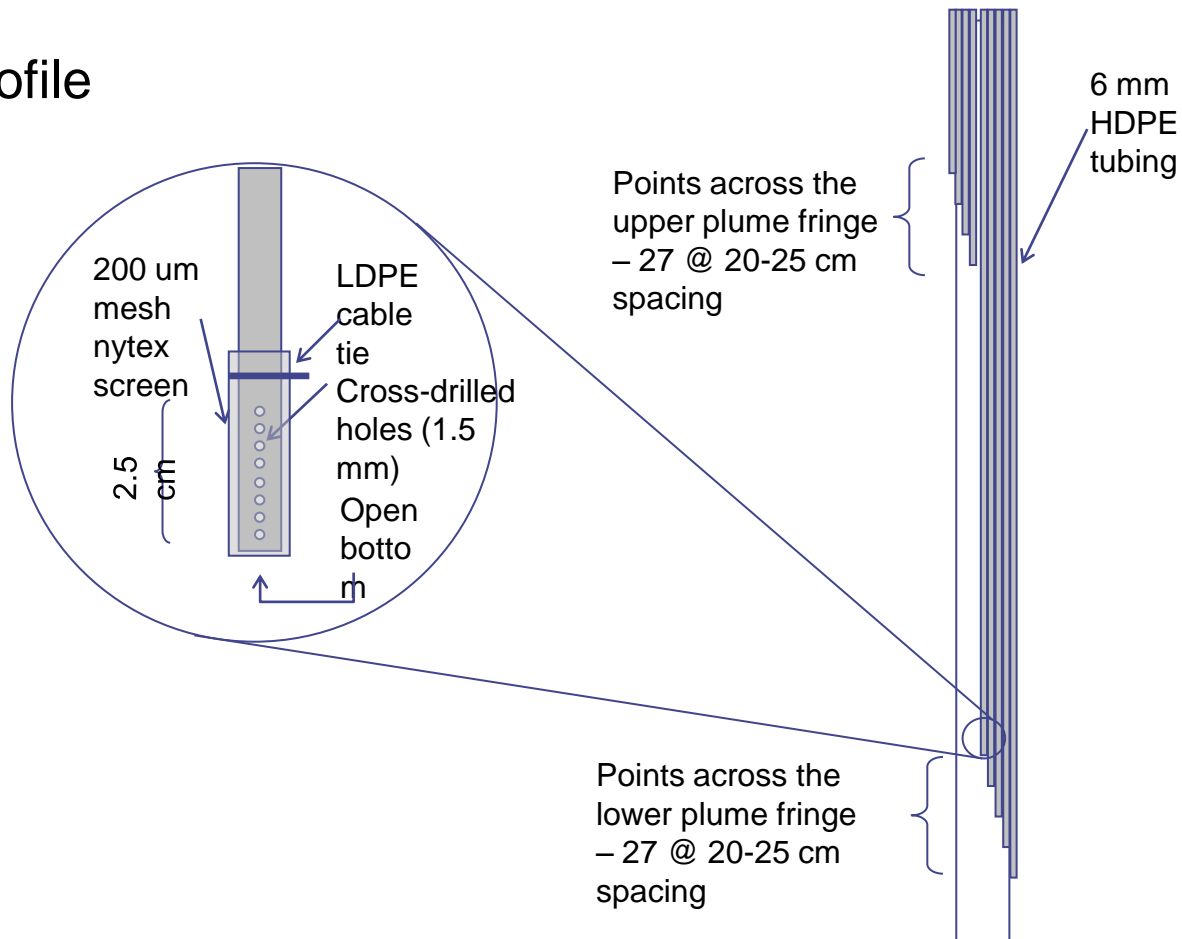 ofile
6 mm
HDPE
tubing
Points across the
upper plume fringe
– 27 @ 20-25 cm
spacing
200 um
mesh
nytex
screen
LDPE
cable
tie
Cross-drilled
holes (1.5
mm)
Open
botto
m
2.5
cm
Points across the
lower plume fringe
– 27 @ 20-25 cm
spacing